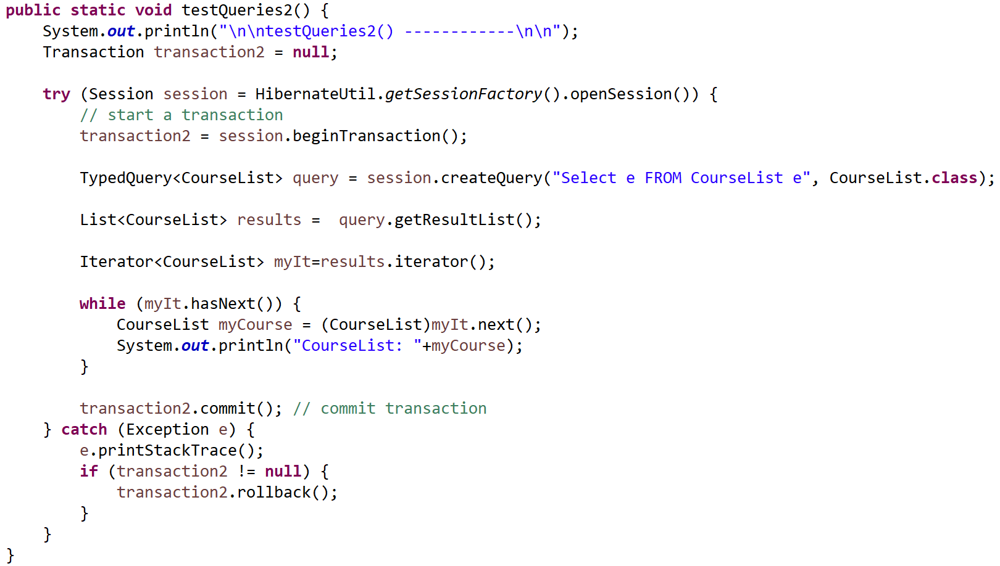 public static void testQueries2() {
    System.out.println("\n\ntestQueries2() ------------\n\n");
    Transaction transaction2 = null;

    try (Session session = HibernateUtil.getSessionFactory().openSession()) {
        // start a transaction
        transaction2 = session.beginTransaction();

        TypedQuery<CourseList> query = session.createQuery("Select e FROM CourseList e", CourseList.class);

        List<CourseList> results =  query.getResultList();

        Iterator<CourseList> myIt=results.iterator();

        while (myIt.hasNext()) {
            CourseList myCourse = (CourseList)myIt.next();
            System.out.println("CourseList: "+myCourse);
        }

        transaction2.commit(); // commit transaction
    } catch (Exception e) {
        e.printStackTrace();
        if (transaction2 != null) {
            transaction2.rollback();
        }
    }
}